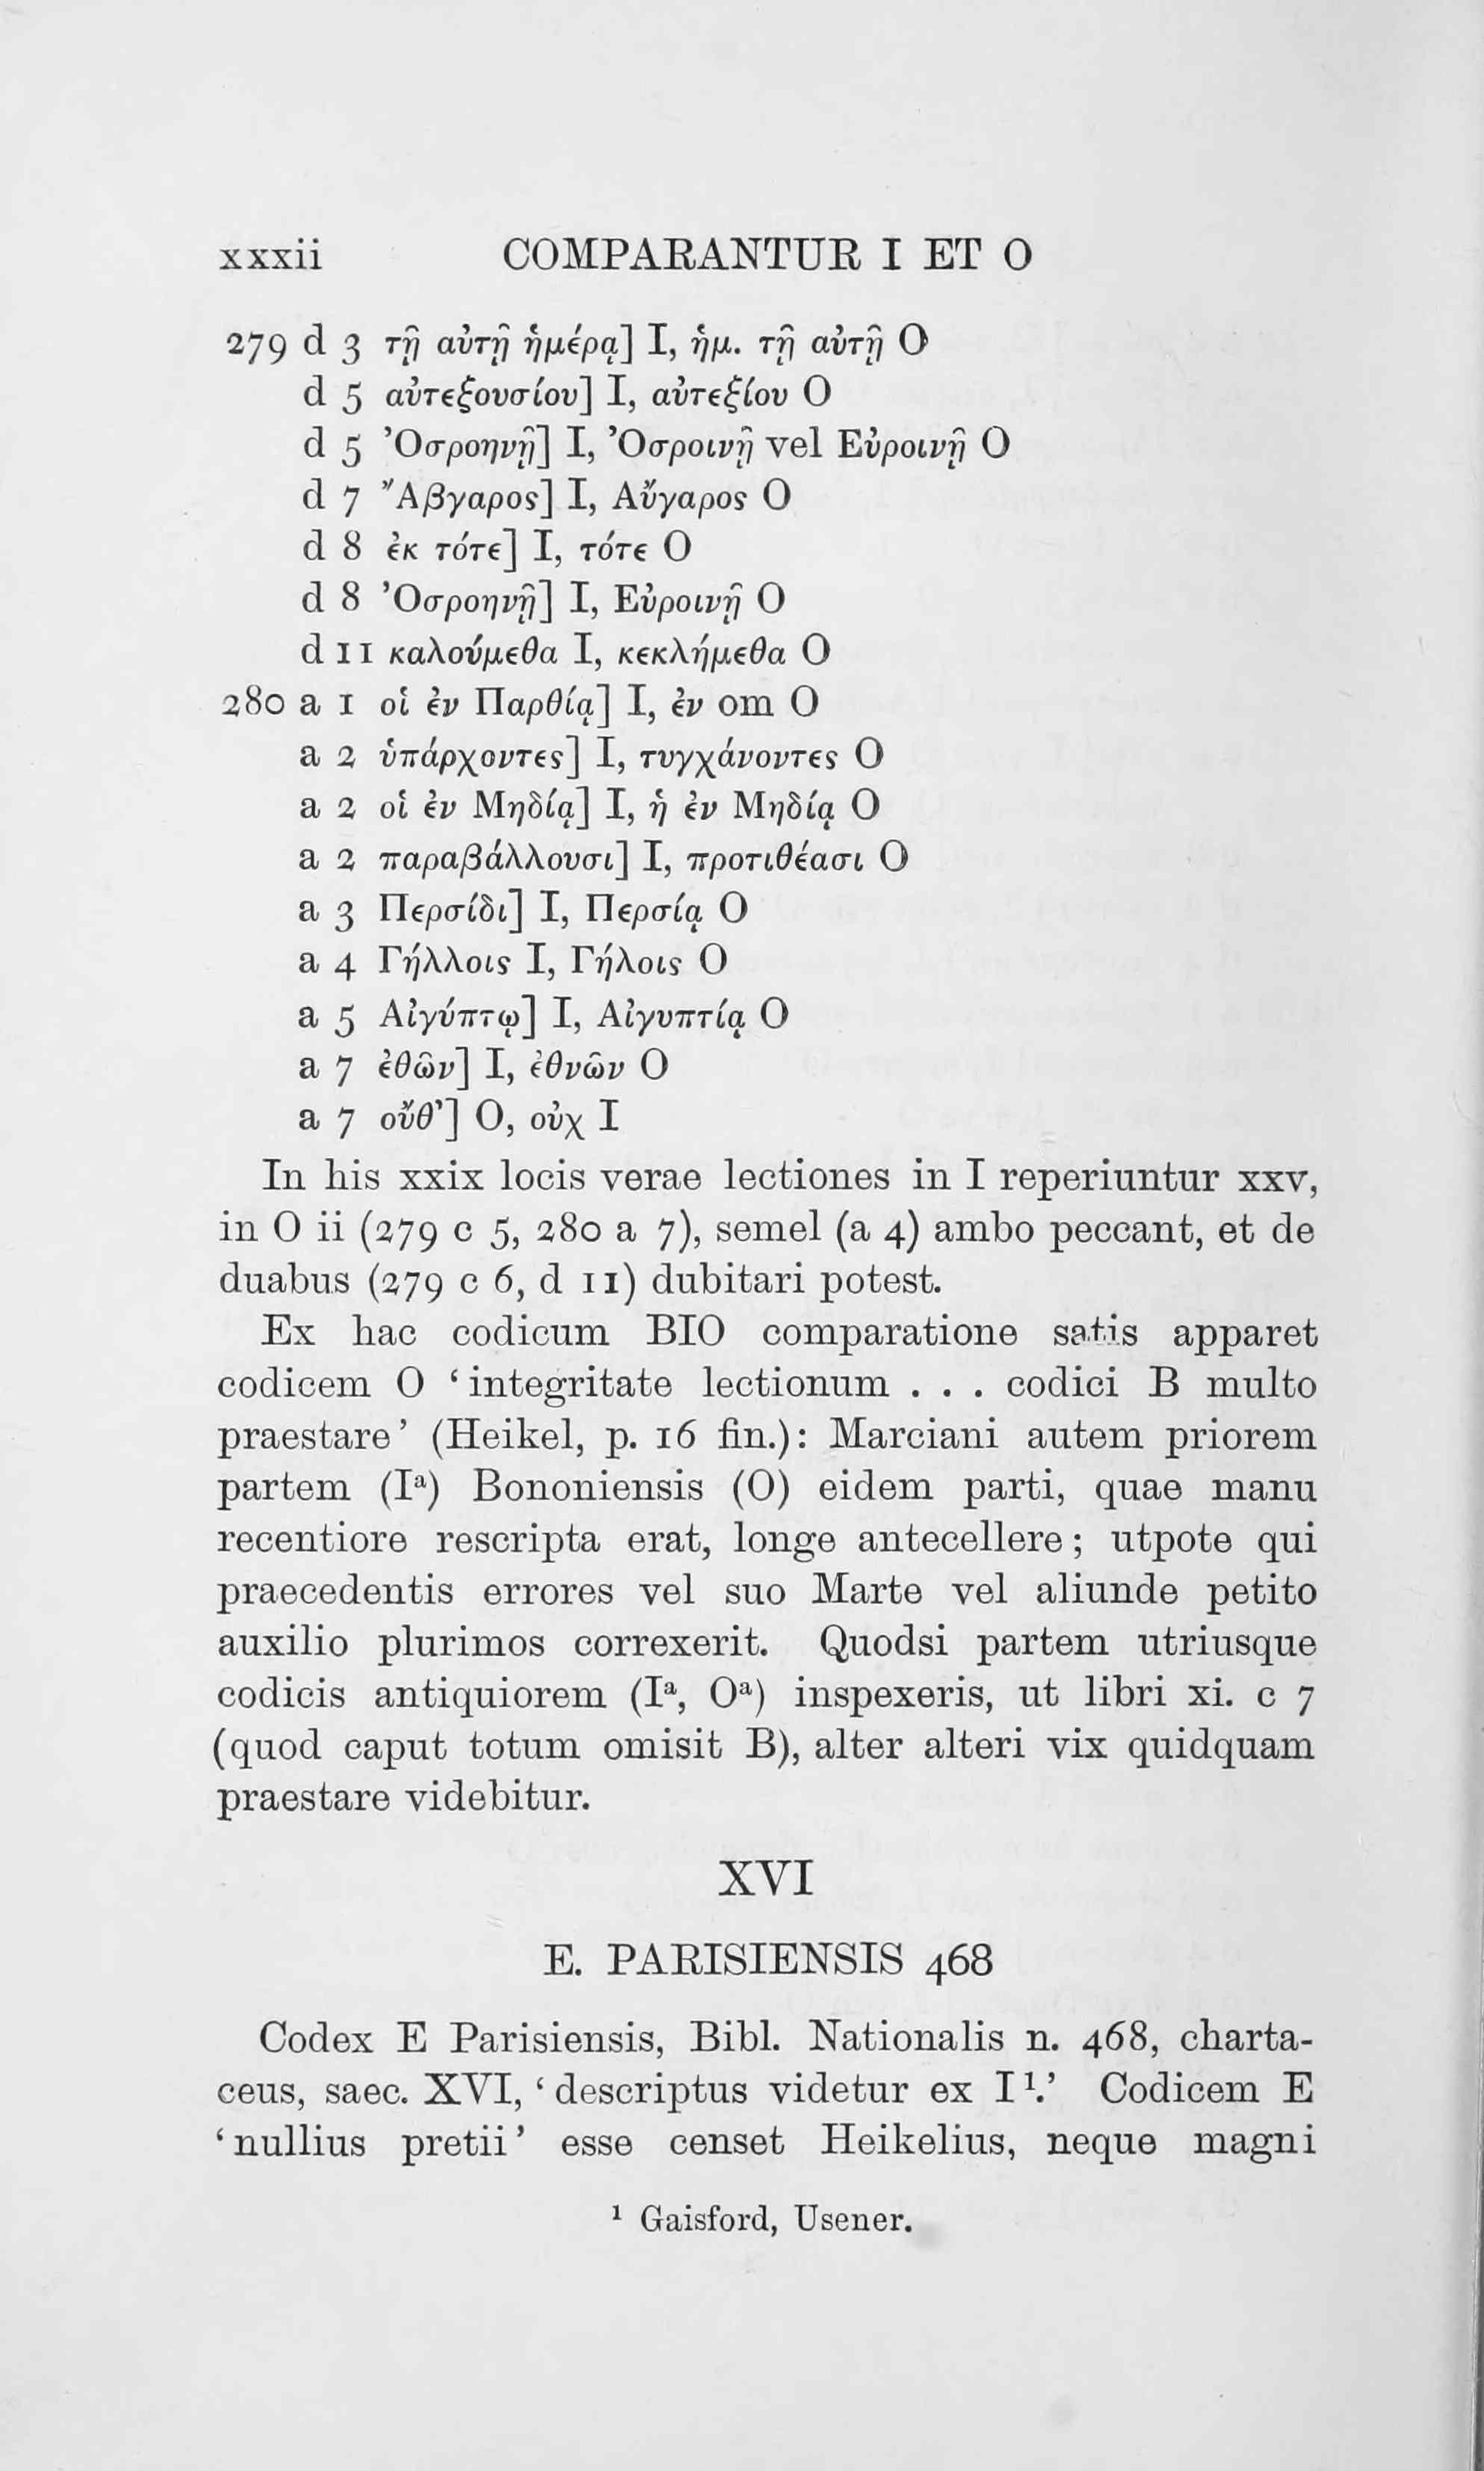 xxxii COMPARANTUR I ET O
279 d 3 τῇ αὐτῇ ἡμέρᾳ] I, ἡμ. τῇ αὐτῇ O
d 5 αὐτεξουσίου] I, αὐτεξίου O
d 5 Ὀσροηνῇ] I, Ὀσροινῇ vel Εὐροινῇ O
d 7 Ἄβγαρος] I, Αὔγαρος O
d 8 ἐκ τότε] I, τότε O
d 8 Ὀσροηνῇ] I, Εὐροινῇ O
d 11 καλούμεθα I, κεκλήμεθα O
280 a 1 οἱ ἐν Παρθίᾳ] I, ἐν om O
a 2 ὑπάρχοντες] I, τυγχάνοντες O
a 2 οἱ ἐν Μηδίᾳ] I, ἡ ἐν Μηδίᾳ O
a 2 παραβάλλουσι] I, προτιθέασι O
a 3 Περσίδι] I, Περσίᾳ O
a 4 Γήλλοις I, Γήλοις O
a 5 Αἰγύπτῳ] I, Αἰγυπτίᾳ O
a 7 ἐθῶν] I, ἐθνῶν O
a 7 οὔθ’] O, οὐχ I
In his xxix locis verae lectiones in I reperiuntur xxv,
in O ii (279 c 5, 280 a 7), semel (a 4) ambo peccant, et de
duabus (279 c 6, d 11) dubitari potest.
Ex hac codicum BIO comparatione satis apparet
codicem O ‘integritate lectionum . . . codici B multo
praestare’ (Heikel, p. 16 fin.): Marciani autem priorem
partem (Iᵃ) Bononiensis (O) eidem parti, quae manu
recentiore rescripta erat, longe antecellere; utpote qui
praecedentis errores vel suo Marte vel aliunde petito
auxilio plurimos correxerit. Quodsi partem utriusque
codicis antiquiorem (Iᵃ, Oᵃ) inspexeris, ut libri xi. c 7
(quod caput totum omisit B), alter alteri vix quidquam
praestare videbitur.
XVI
E. PARISIENSIS 468
Codex E Parisiensis, Bibl. Nationalis n. 468, charta-
ceus, saec. XVI, ‘descriptus videtur ex I ¹.’ Codicem E
‘nullius pretii’ esse censet Heikelius, neque magni
¹ Gaisford, Usener.